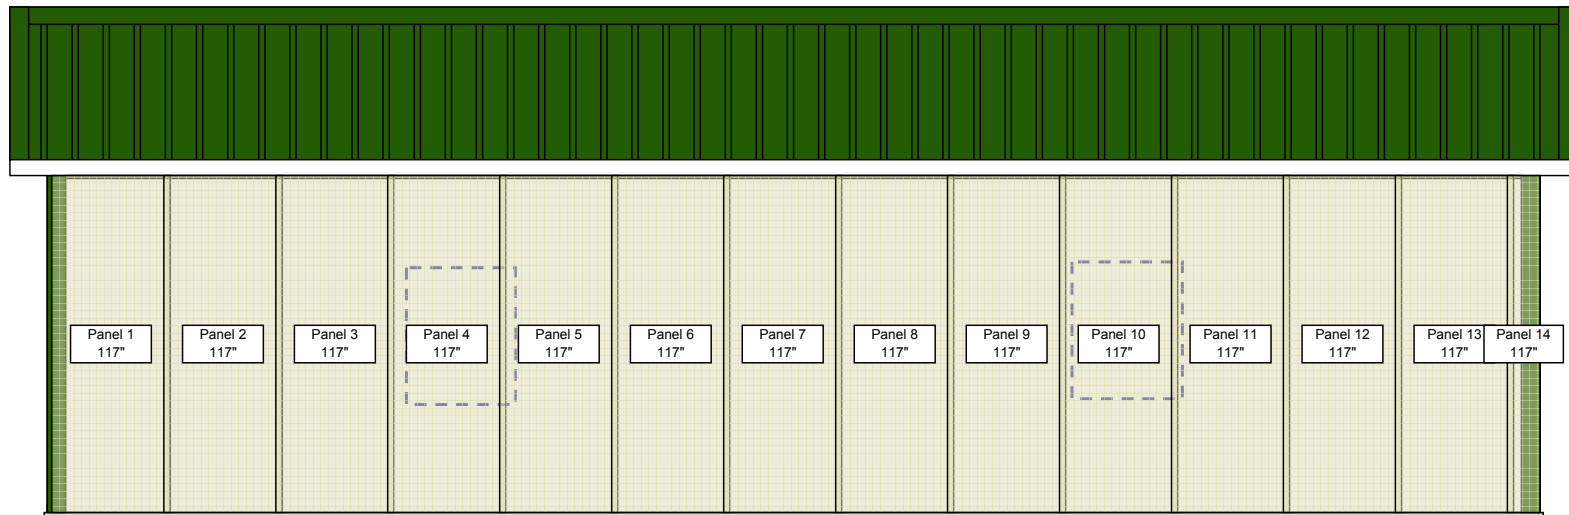 Panel 1
117"
Panel 2
117"
Panel 3
117"
Panel 4
117"
Panel 5
117"
Panel 6
117"
Panel 7
117"
Panel 8
117"
Panel 9
117"
Panel 10
117"
Panel 11
117"
Panel 12
117"
Panel 13
117"
Panel 14
117"